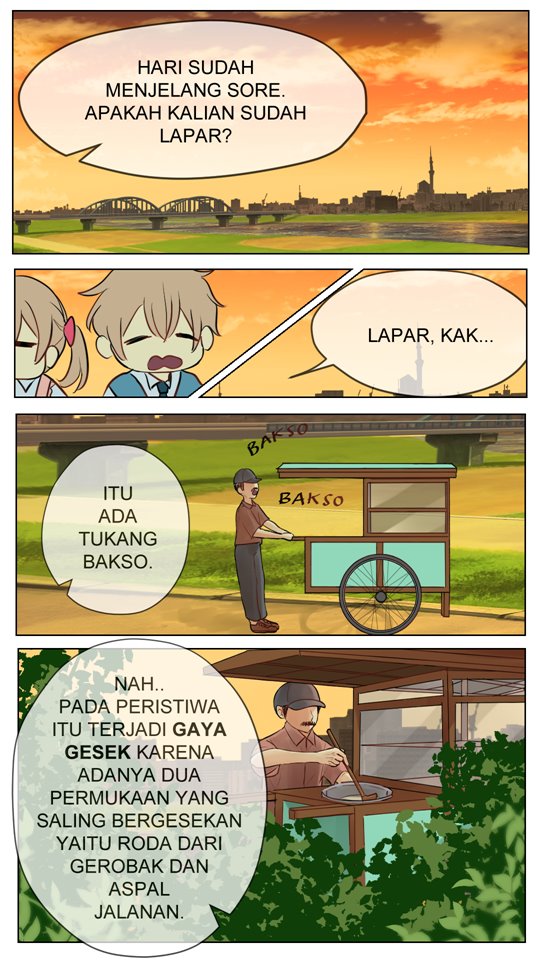 HARI SUDAH
MENJELANG SORE.
APAKAH KALIAN SUDAH
LAPAR?
LAPAR, KAK...
BAKSO
BAKSO
ITU
ADA
TUKANG
BAKSO.
NAH..
PADA PERISTIWA
ITU TERJADI GAYA
GESEK KARENA
ADANYA DUA
PERMUKAAN YANG
SALING BERGESEKAN
YAITU RODA DARI
GEROBAK DAN
ASPAL
JALANAN.